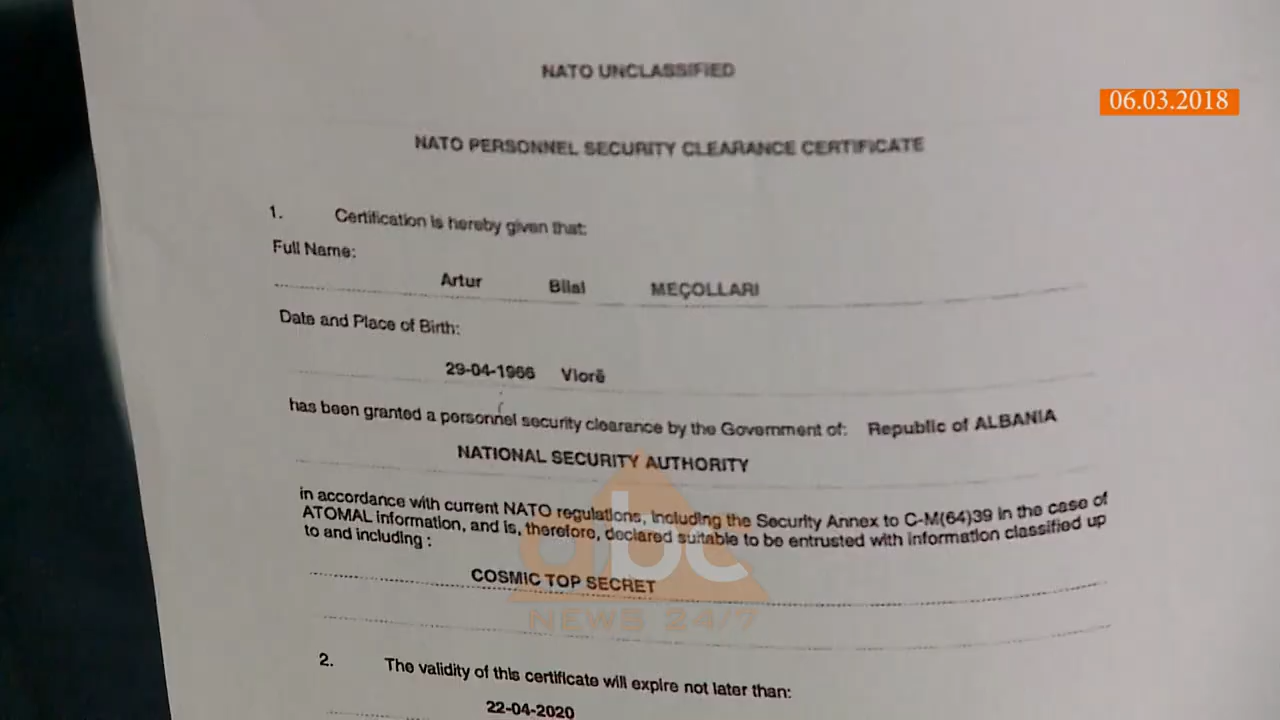 NATO UNCLASSIFIED
06.03.2018
NATO PERSONNEL SECURITY CLEARANCE CERTIFICATE
1. Certification is hereby given that:
Full Name:
Artur Bilal MEÇOLLARI
Date and Place of Birth:
29-04-1966 Vlorë
has been granted a personnel security clearance by the Government of: Republic of ALBANIA
NATIONAL SECURITY AUTHORITY
in accordance with current NATO regulations, including the Security Annex to C-M(64)39 in the case of
ATOMAL information, and is, therefore, declared suitable to be entrusted with information classified up
to and including :
COSMIC TOP SECRET
abc
NEWS 24/7
2. The validity of this certificate will expire not later than:
22-04-2020